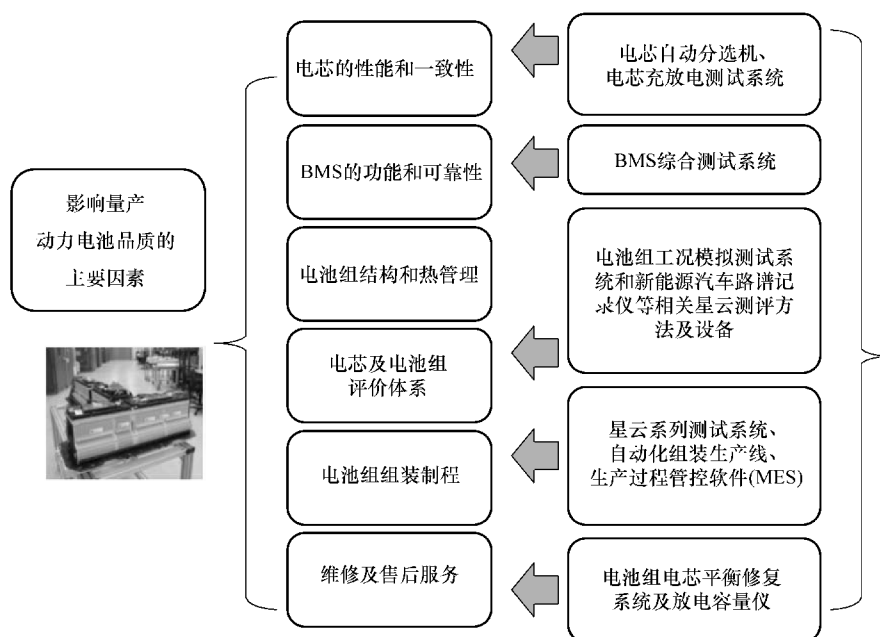 影响量产
动力电池品质的
主要因素
电芯的性能和一致性
BMS的功能和可靠性
电池组结构和热管理
电芯及电池组
评价体系
电池组组装制程
维修及售后服务
电芯自动分选机、
电芯充放电测试系统
BMS综合测试系统
电池组工况模拟测试系
统和新能源汽车路谱记
录仪等相关星云测评方
法及设备
星云系列测试系统、
自动化组装生产线、
生产过程管控软件(MES)
电池组电芯平衡修复
系统及放电容量仪